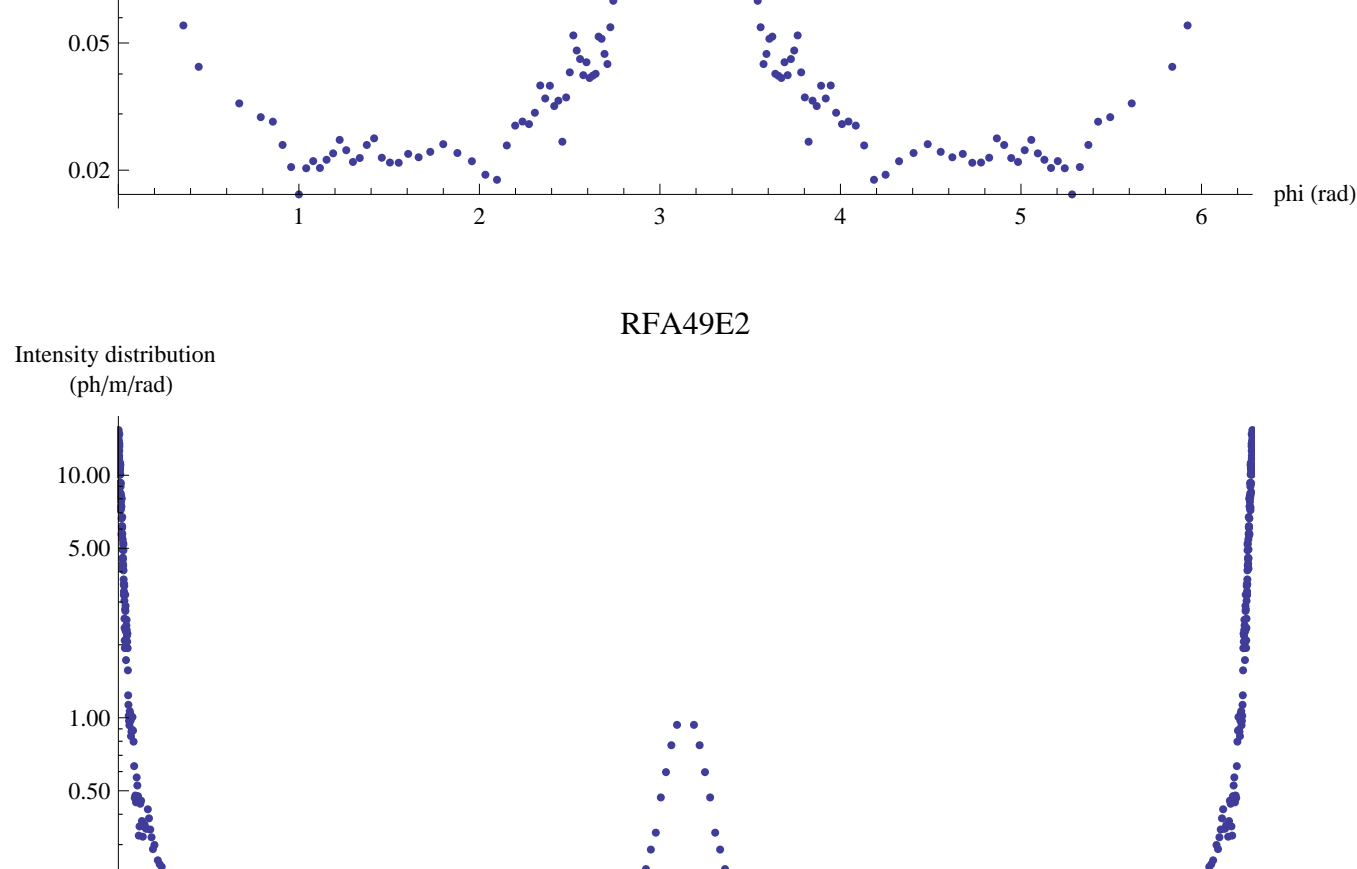 0.05
0.02
1 2 3 4 5 6
phi (rad)
RFA49E2
Intensity distribution
(ph/m/rad)
10.00
5.00
1.00
0.50